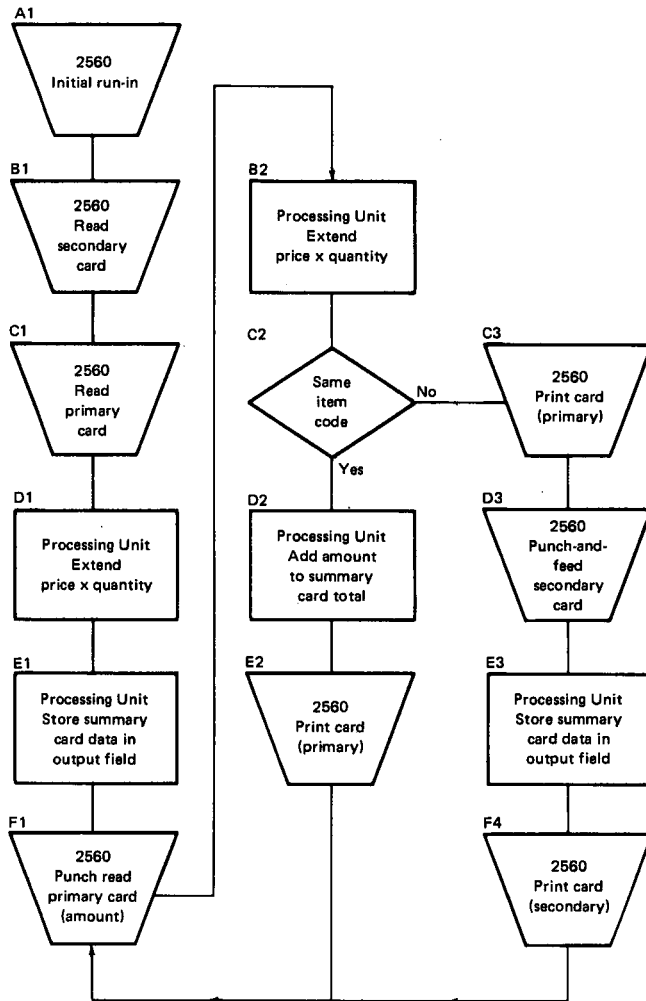 A1
2560
Initial run-in
B1
2560
Read
secondary
card
C1
2560
Read
primary
card
D1
Processing Unit
Extend
price x quantity
E1
Processing Unit
Store summary
card data in
output field
F1
2560
Punch read
primary card
(amount)
B2
Processing Unit
Extend
price x quantity
C2
Same
item
code
No
Yes
D2
Processing Unit
Add amount
to summary
card total
E2
2560
Print card
(primary)
C3
2560
Print card
(primary)
D3
2560
Punch-and-
feed
secondary
card
E3
Processing Unit
Store summary
card data in
output field
F4
2560
Print card
(secondary)